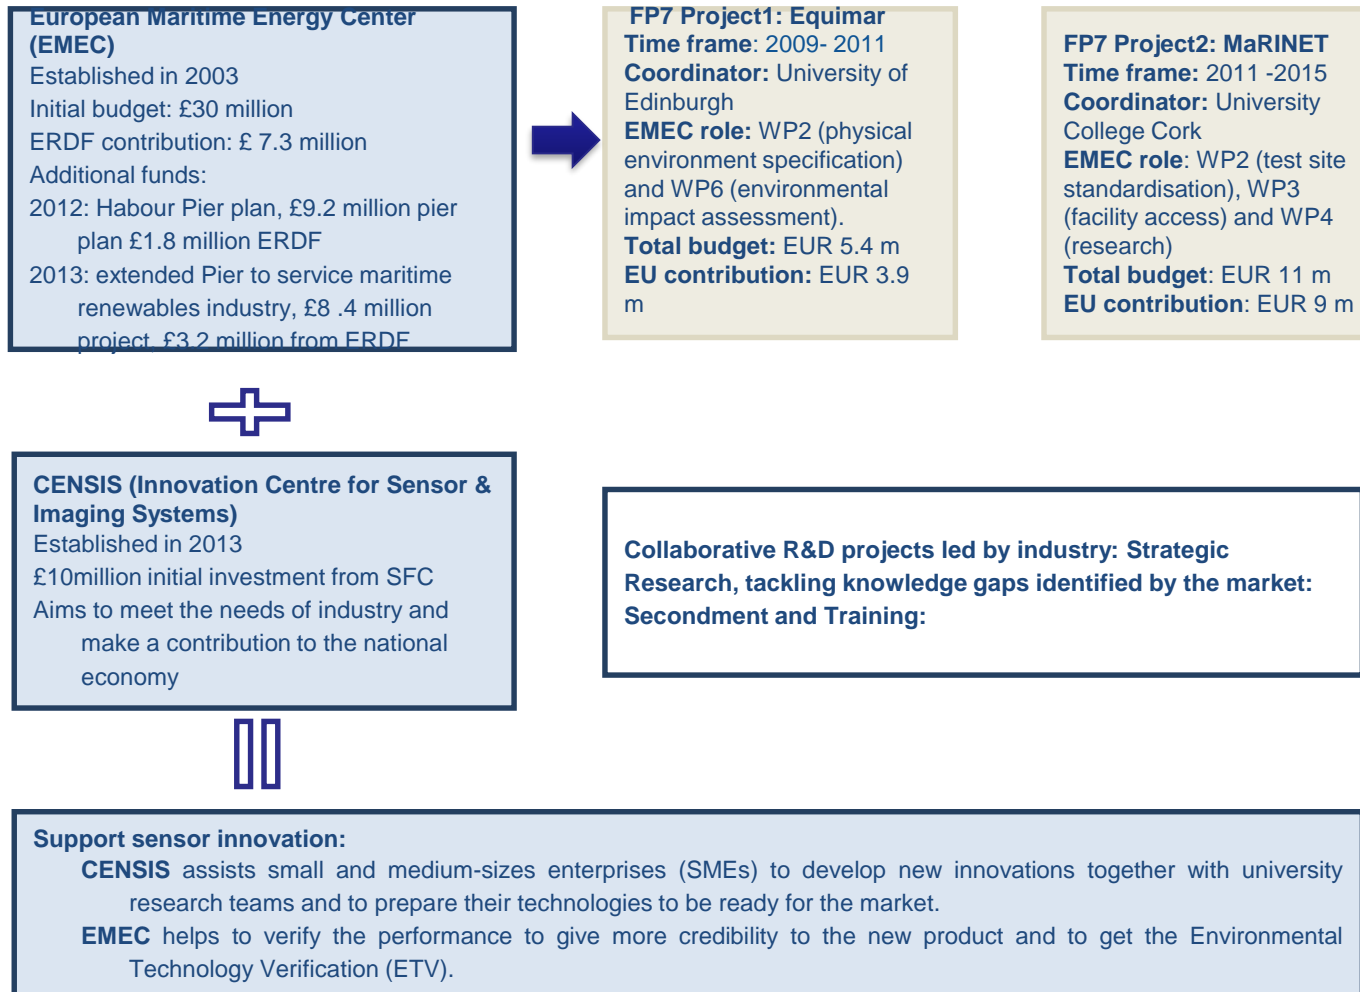 European Maritime Energy Center
(EMEC)
Established in 2003
Initial budget: £30 million
ERDF contribution: £ 7.3 million
Additional funds:
2012: Habour Pier plan, £9.2 million pier
plan £1.8 million ERDF
2013: extended Pier to service maritime
renewables industry, £8 .4 million
project, £3.2 million from ERDF
FP7 Project1: Equimar
Time frame: 2009- 2011
Coordinator: University of
Edinburgh
EMEC role: WP2 (physical
environment specification)
and WP6 (environmental
impact assessment).
Total budget: EUR 5.4 m
EU contribution: EUR 3.9
m
FP7 Project2: MaRINET
Time frame: 2011 -2015
Coordinator: University
College Cork
EMEC role: WP2 (test site
standardisation), WP3
(facility access) and WP4
(research)
Total budget: EUR 11 m
EU contribution: EUR 9 m
CENSIS (Innovation Centre for Sensor &
Imaging Systems)
Established in 2013
£10million initial investment from SFC
Aims to meet the needs of industry and
make a contribution to the national
economy
Collaborative R&D projects led by industry: Strategic
Research, tackling knowledge gaps identified by the market:
Secondment and Training:
Support sensor innovation:
CENSIS assists small and medium-sizes enterprises (SMEs) to develop new innovations together with university
research teams and to prepare their technologies to be ready for the market.
EMEC helps to verify the performance to give more credibility to the new product and to get the Environmental
Technology Verification (ETV).